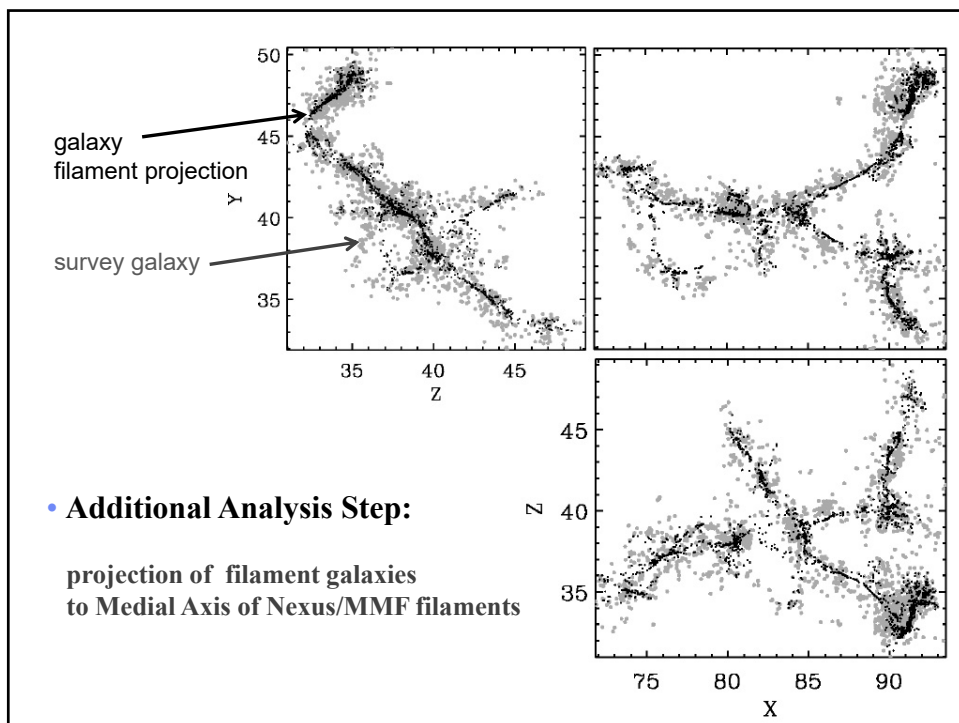 50
45
40
35
Y
35 40 45
Z
galaxy
filament projection
survey galaxy
45
40
35
Z
75 80 85 90
X
• Additional Analysis Step:
projection of filament galaxies
to Medial Axis of Nexus/MMF filaments